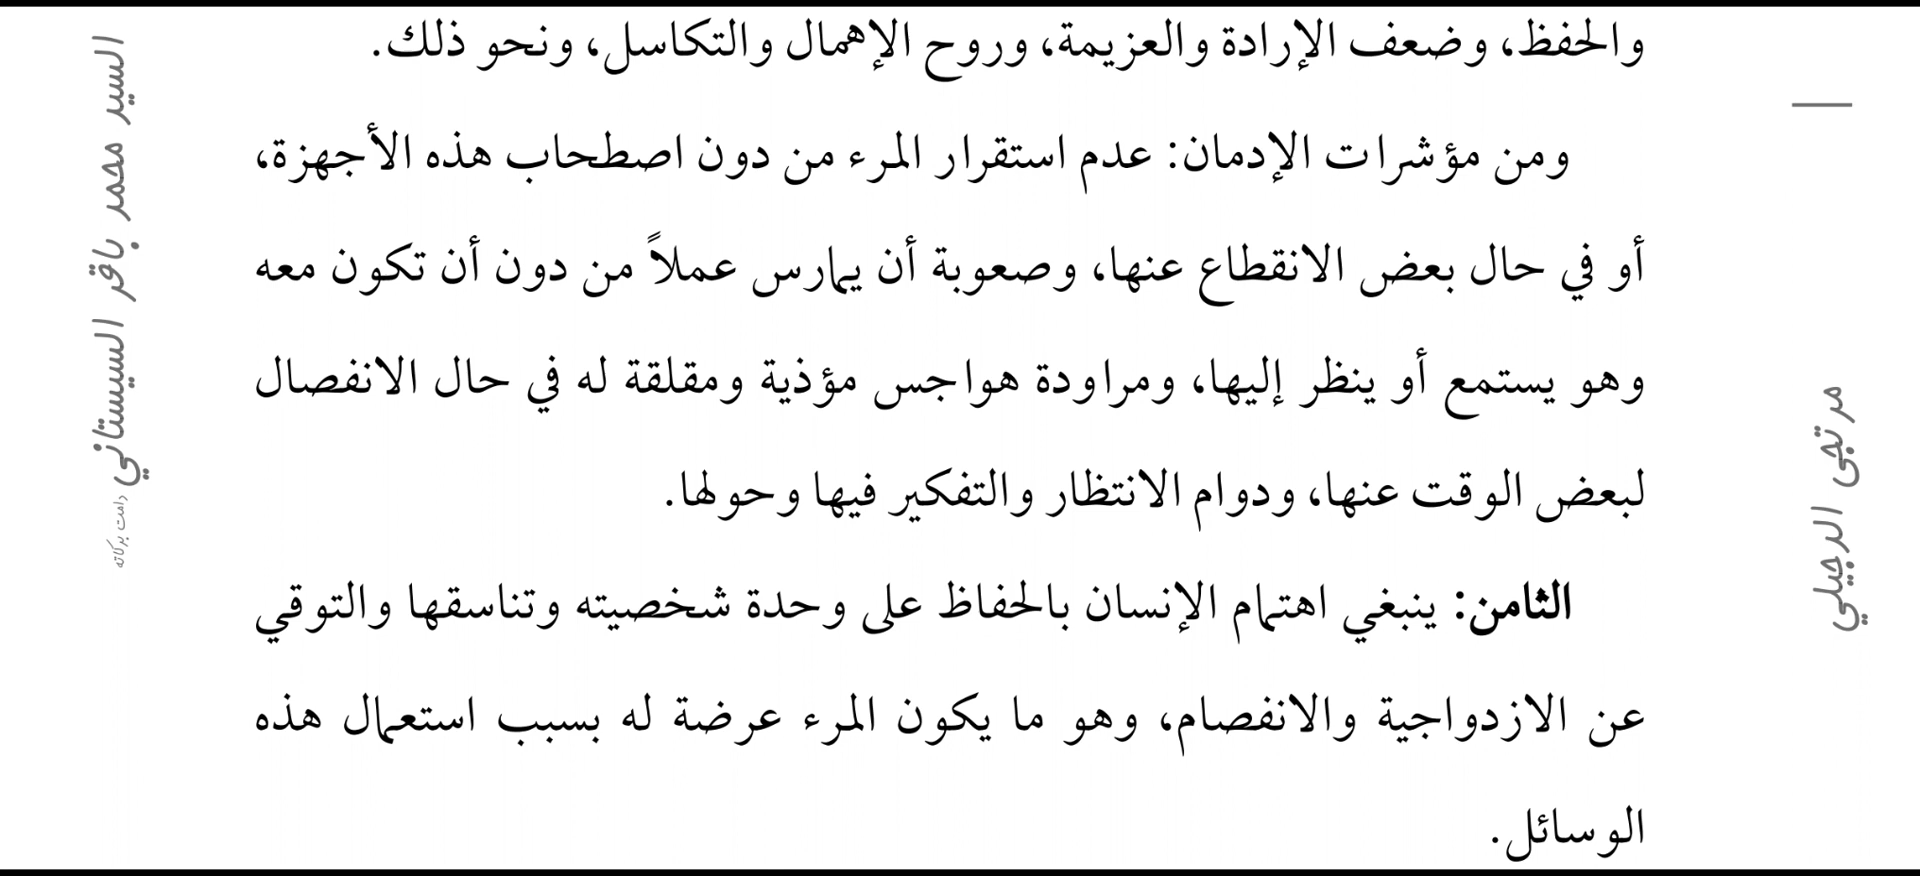 والحفظ، وضعف الإرادة والعزيمة، وروح الإهمال والتكاسل، ونحو ذلك.
ومن مؤشرات الإدمان: عدم استقرار المرء من دون اصطحاب هذه الأجهزة،
أو في حال بعض الانقطاع عنها، وصعوبة أن يمارس عملاً من دون أن تكون معه
وهو يستمع أو ينظر إليها، ومراودة هواجس مؤذية ومقلقة له في حال الانفصال
لبعض الوقت عنها، ودوام الانتظار والتفكير فيها وحولها.
الثامن: ينبغي اهتمام الإنسان بالحفاظ على وحدة شخصيته وتناسقها والتوقي
عن الازدواجية والانفصام، وهو ما يكون المرء عرضة له بسبب استعمال هذه
الوسائل.
السيد محمد باقر السيستاني دامت بركاته
مرتجى الدجيلي